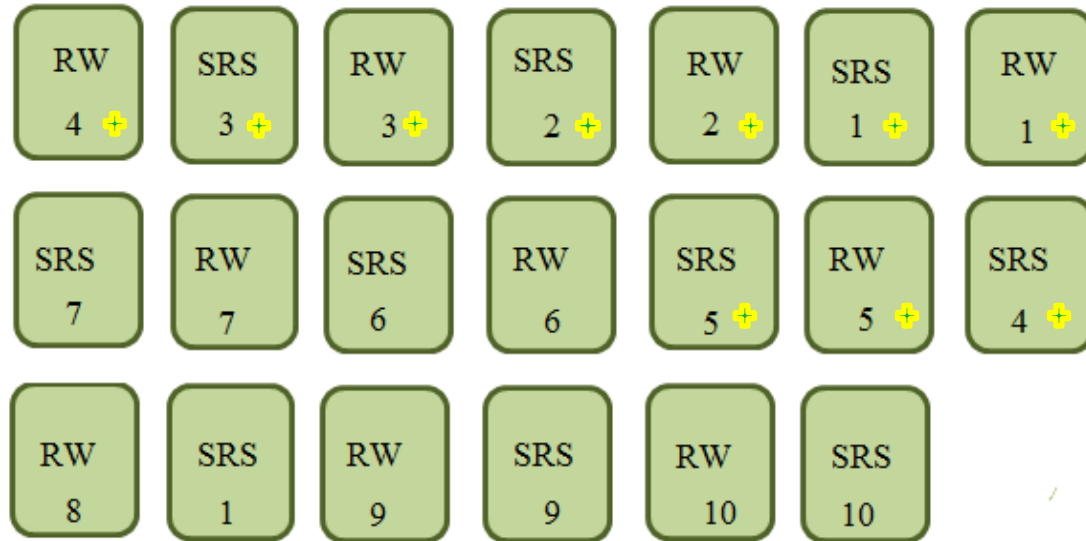 RW SRS RW SRS RW SRS RW
4 3 3 2 2 1 1
SRS RW SRS RW SRS RW SRS
7 7 6 6 5 5 4
RW SRS RW SRS RW SRS
8 1 9 9 10 10